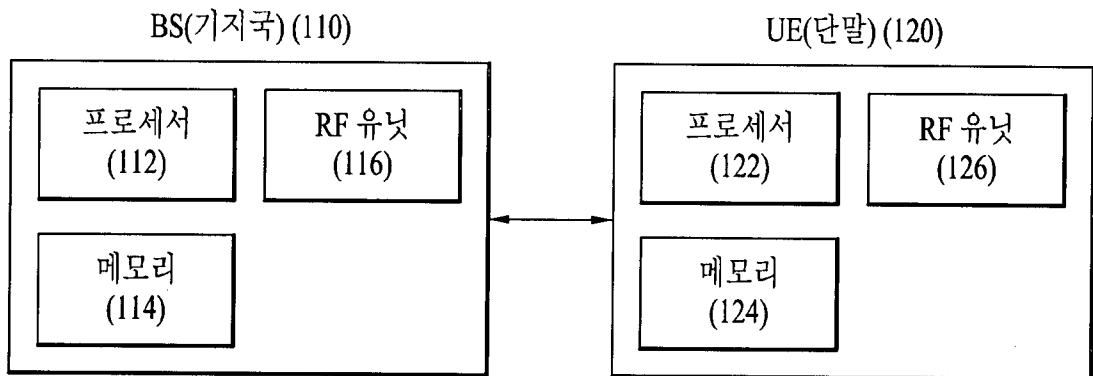 BS(기지국) (110)
프로세서
(112)
RF 유닛
(116)
메모리
(114)
UE(단말) (120)
프로세서
(122)
RF 유닛
(126)
메모리
(124)